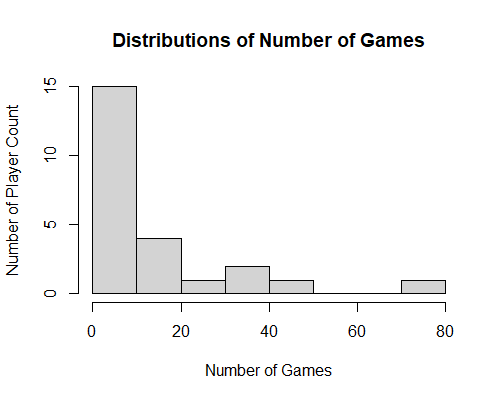 Distributions of Number of Games
Number of Player Count
15
10
5
0
0 20 40 60 80
Number of Games